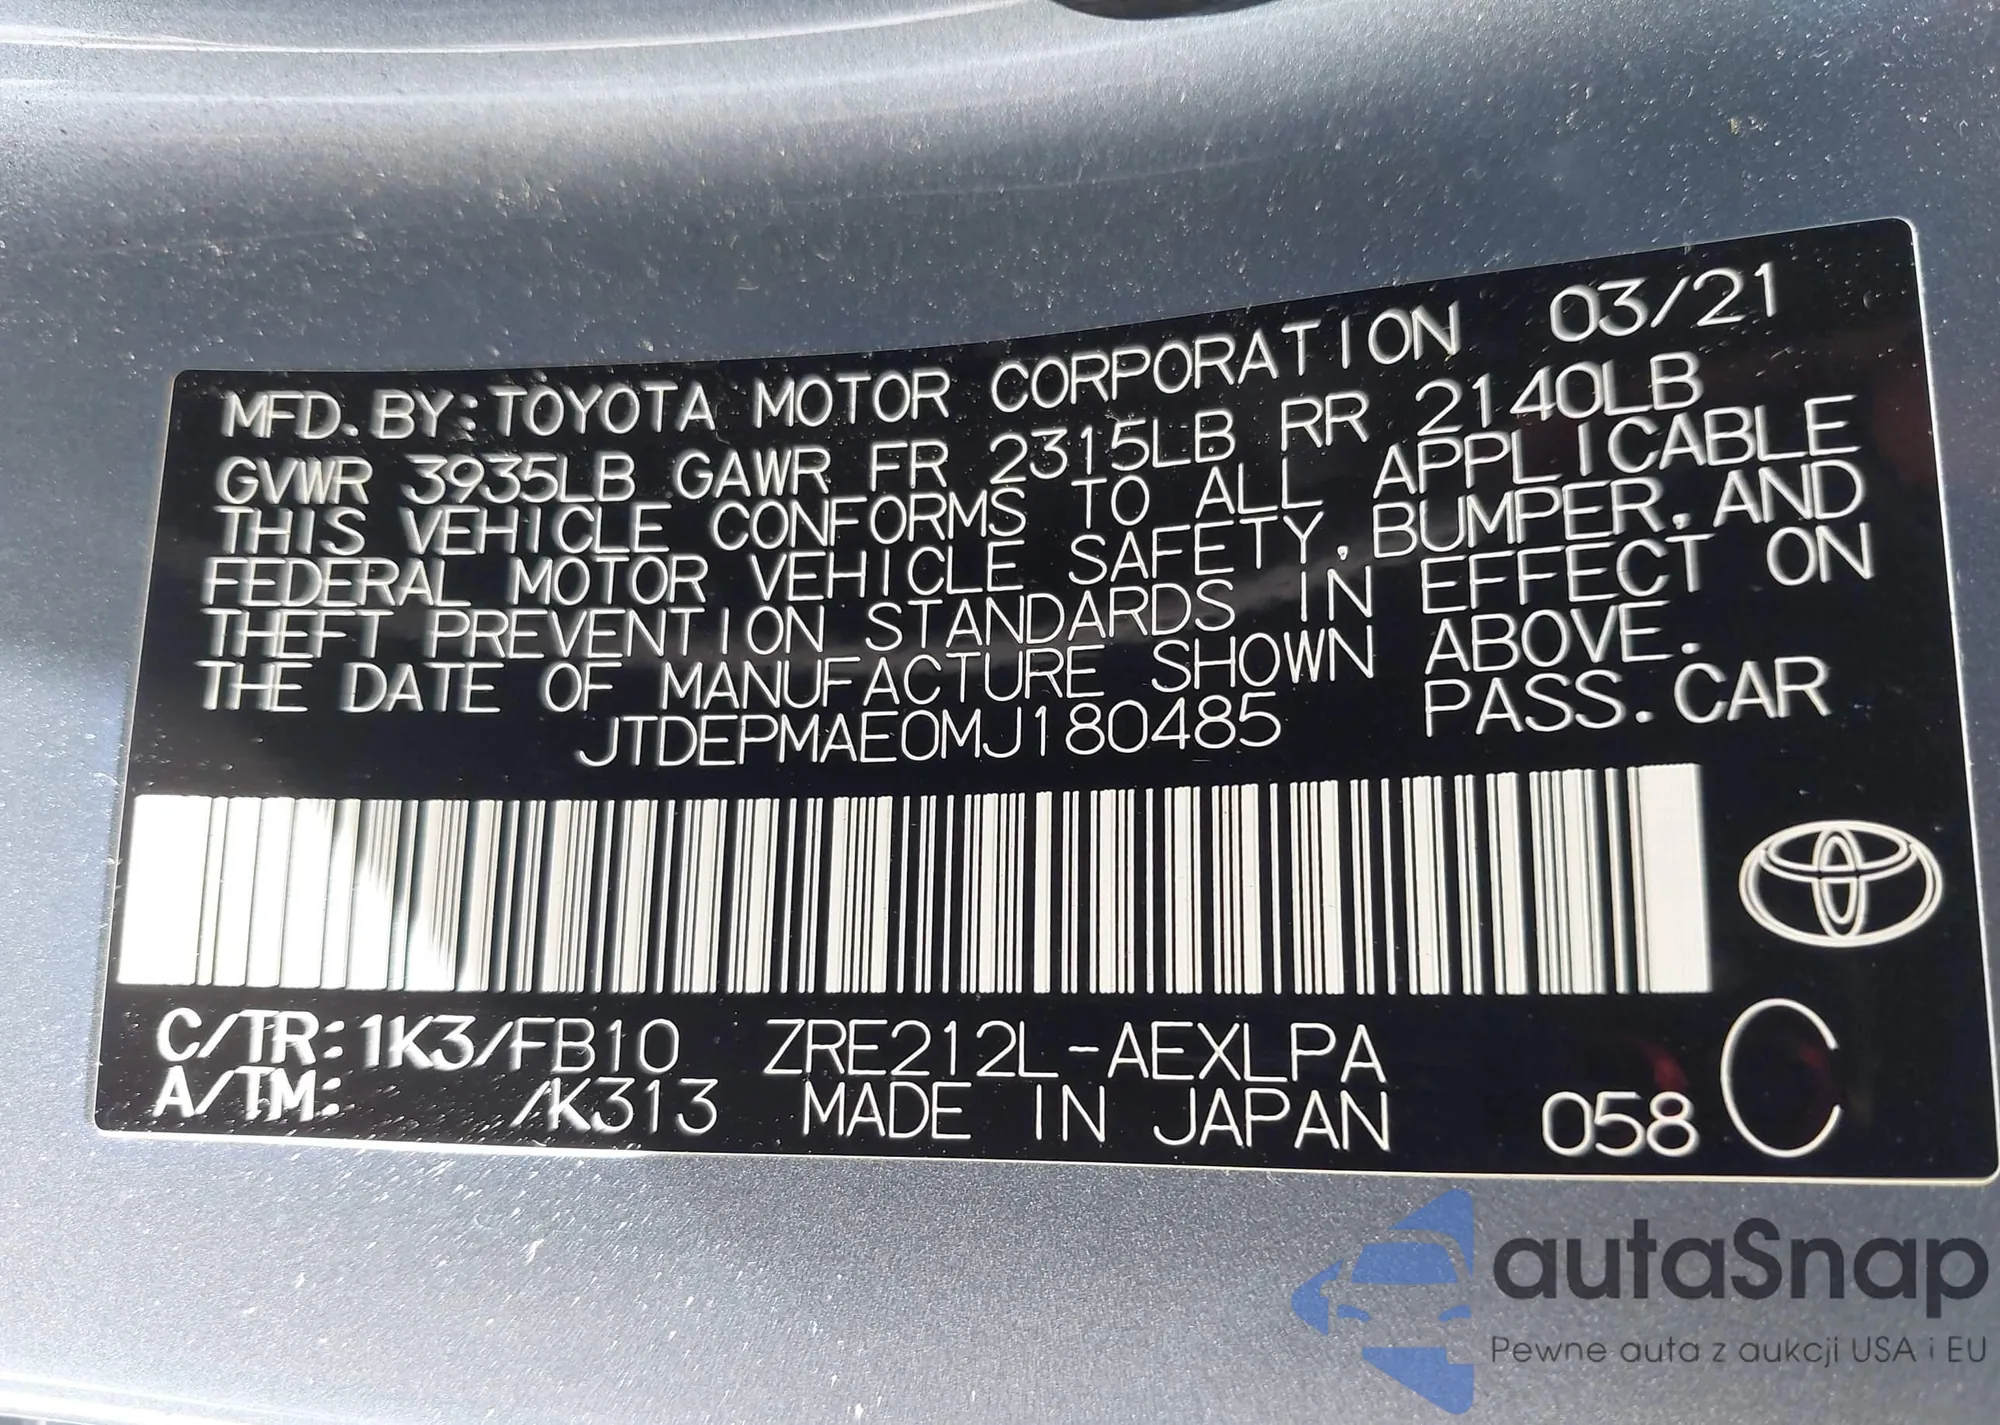 MFD.BY:TOYOTA MOTOR CORPORATION 03/21
GVWR 3935LB GAWR FR 2315LB RR 2140LB
THIS VEHICLE CONFORMS TO ALL APPLICABLE
FEDERAL MOTOR VEHICLE SAFETY, BUMPER, AND
THEFT PREVENTION STANDARDS IN EFFECT ON
THE DATE OF MANUFACTURE SHOWN ABOVE.
JTDEPMAE0MJ180485 PASS.CAR
C/TR:1K3/FB10 ZRE212L-AEXLPA
A/TM: /K313 MADE IN JAPAN 058 C
autaSnap
Pewne auta z aukcji USA i EU